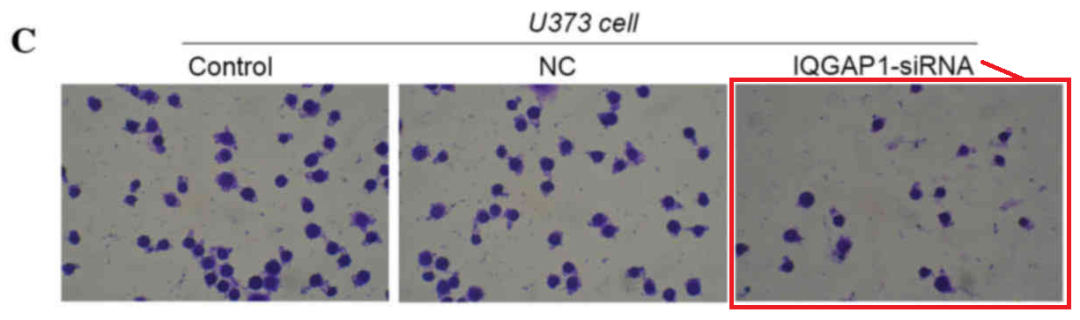 C
U373 cell
Control NC IQGAP1-siRNA